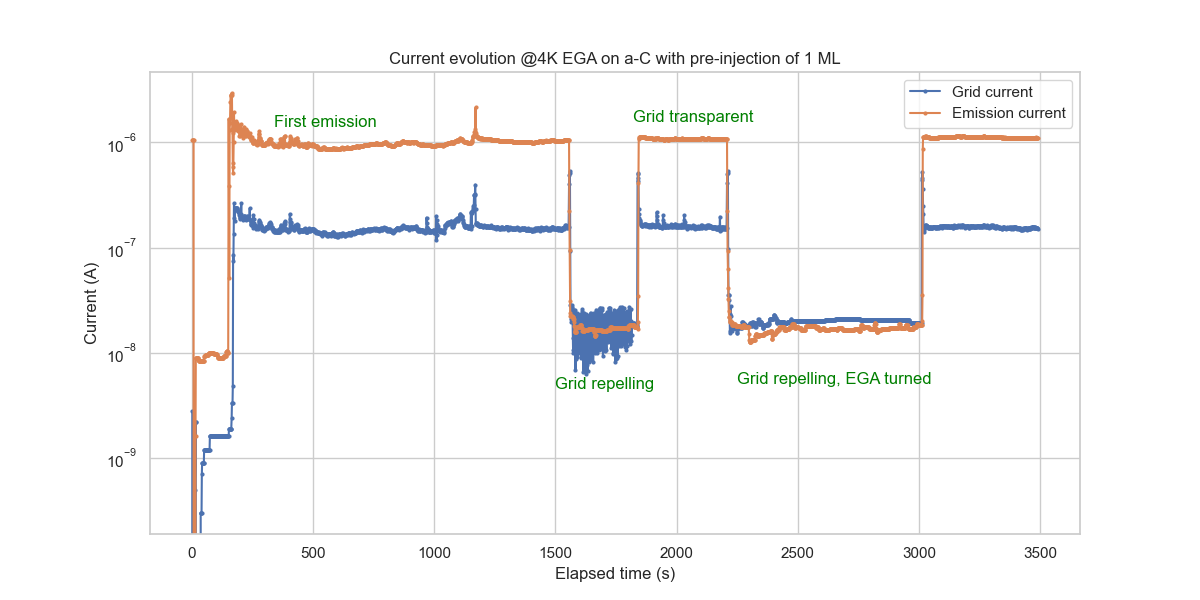 Current evolution @4K EGA on a-C with pre-injection of 1 ML
Grid current
Emission current
First emission
Grid transparent
Grid repelling
Grid repelling, EGA turned
Current (A)
10⁻⁶
10⁻⁷
10⁻⁸
10⁻⁹
0 500 1000 1500 2000 2500 3000 3500
Elapsed time (s)